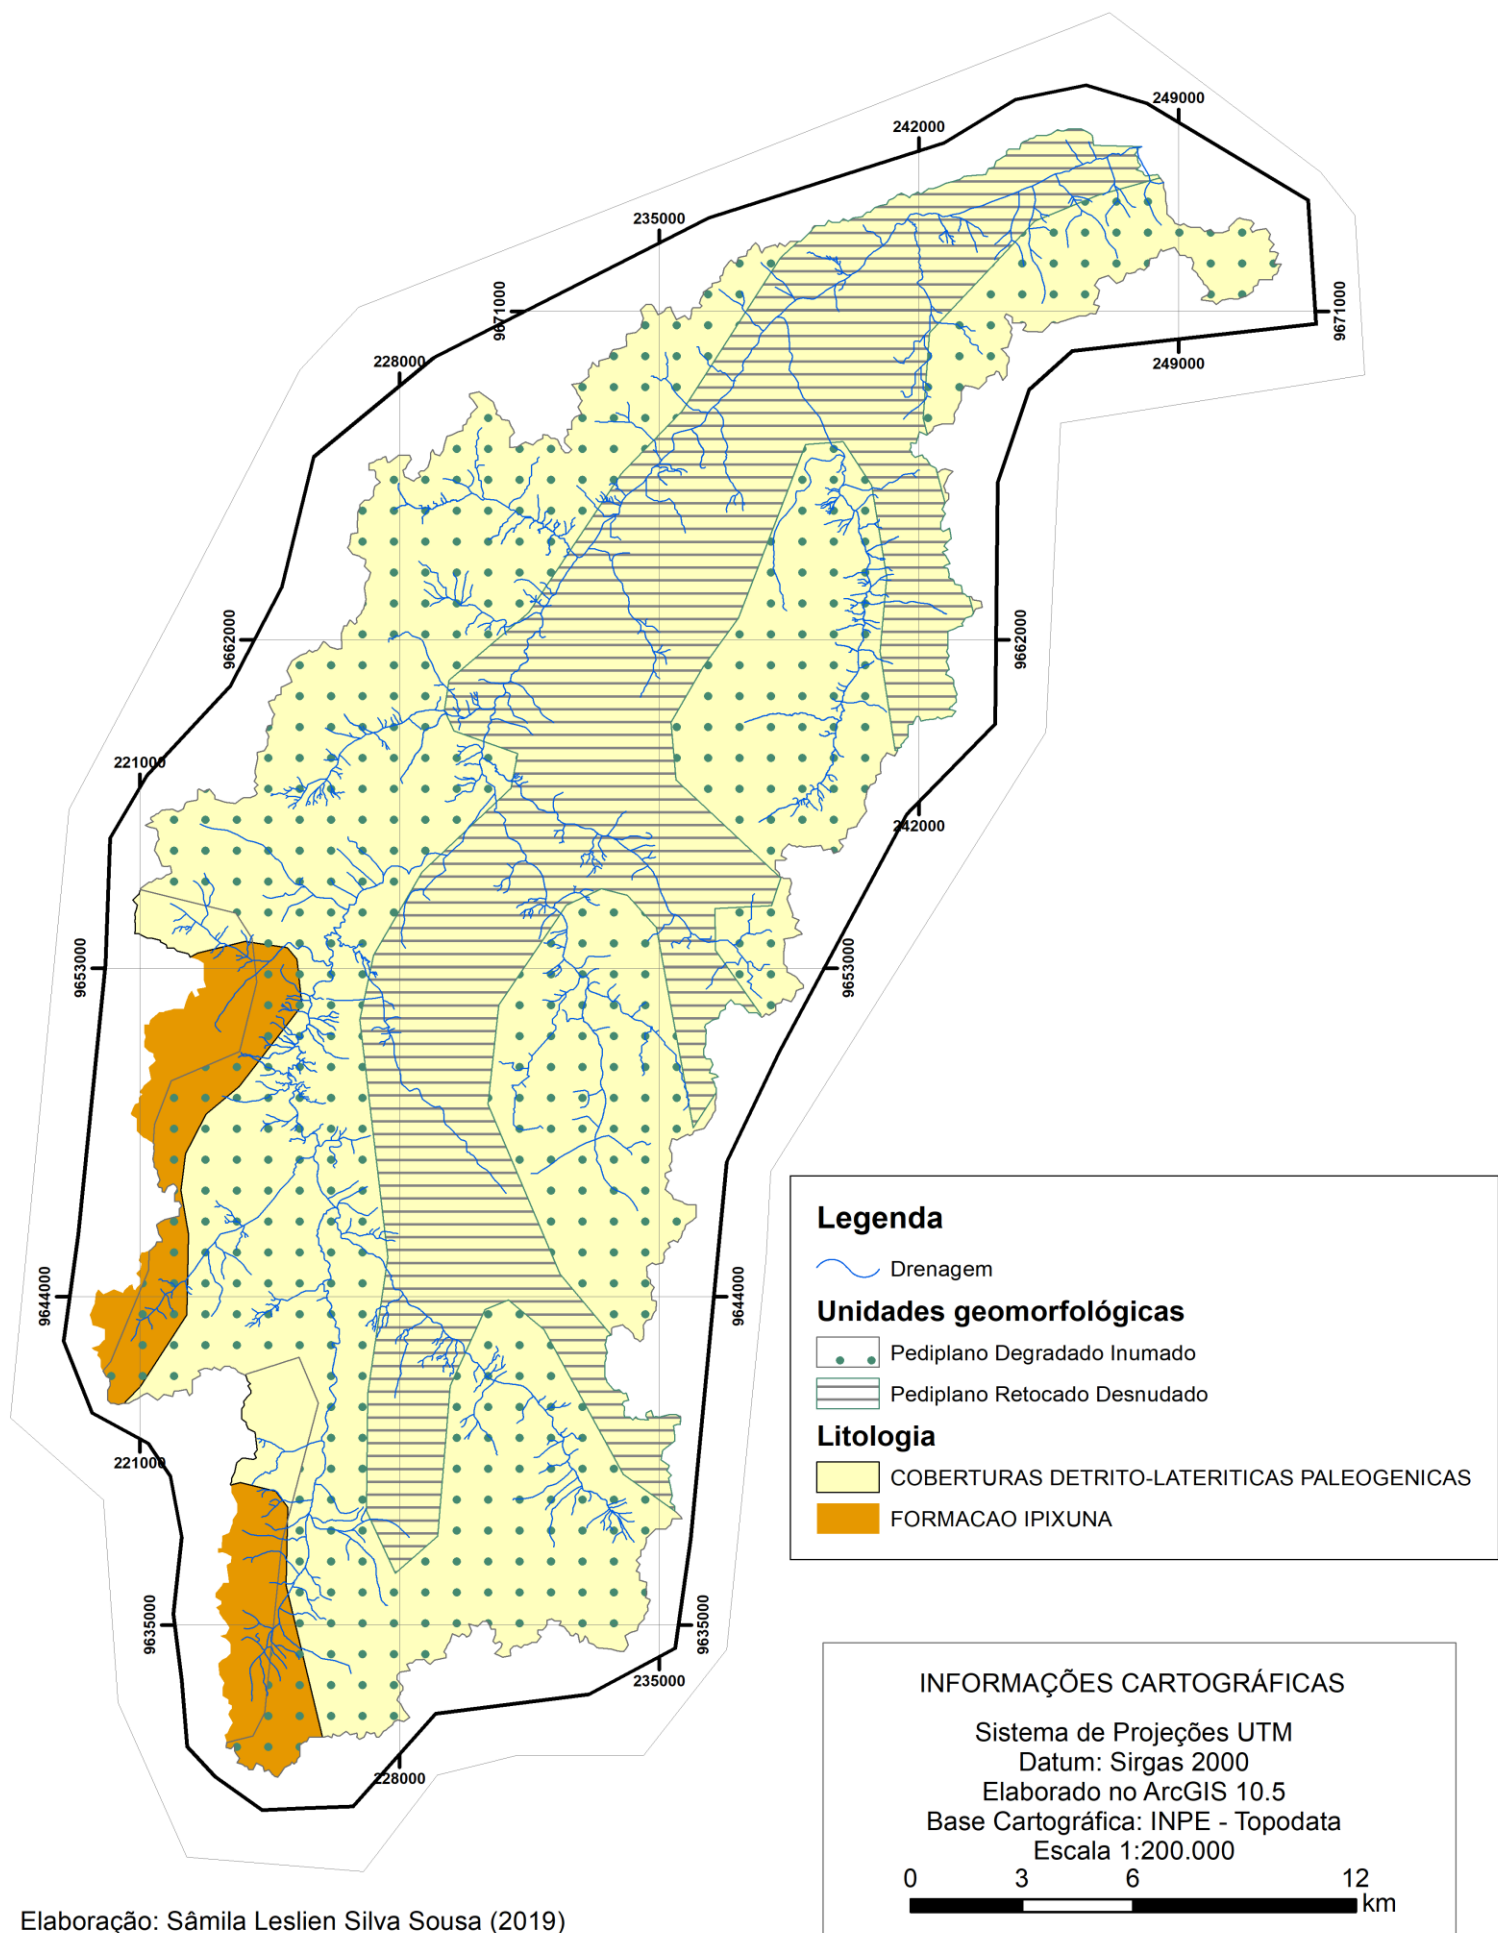 249000
242000
235000
9671000
9671000
228000
249000
9662000
9662000
221000
242000
9653000
9653000
9644000
9644000
221000
9635000
9635000
235000
228000
Legenda
Drenagem
Unidades geomorfológicas
Pediplano Degradado Inumado
Pediplano Retocado Desnudado
Litologia
COBERTURAS DETRITO-LATERITICAS PALEOGENICAS
FORMACAO IPIXUNA
INFORMAÇÕES CARTOGRÁFICAS
Sistema de Projeções UTM
Datum: Sirgas 2000
Elaborado no ArcGIS 10.5
Base Cartográfica: INPE - Topodata
Escala 1:200.000
0 3 6 12
km
Elaboração: Sâmila Leslien Silva Sousa (2019)